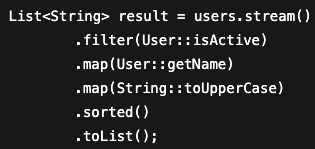 List<String> result = users.stream()
        .filter(User::isActive)
        .map(User::getName)
        .map(String::toUpperCase)
        .sorted()
        .toList();